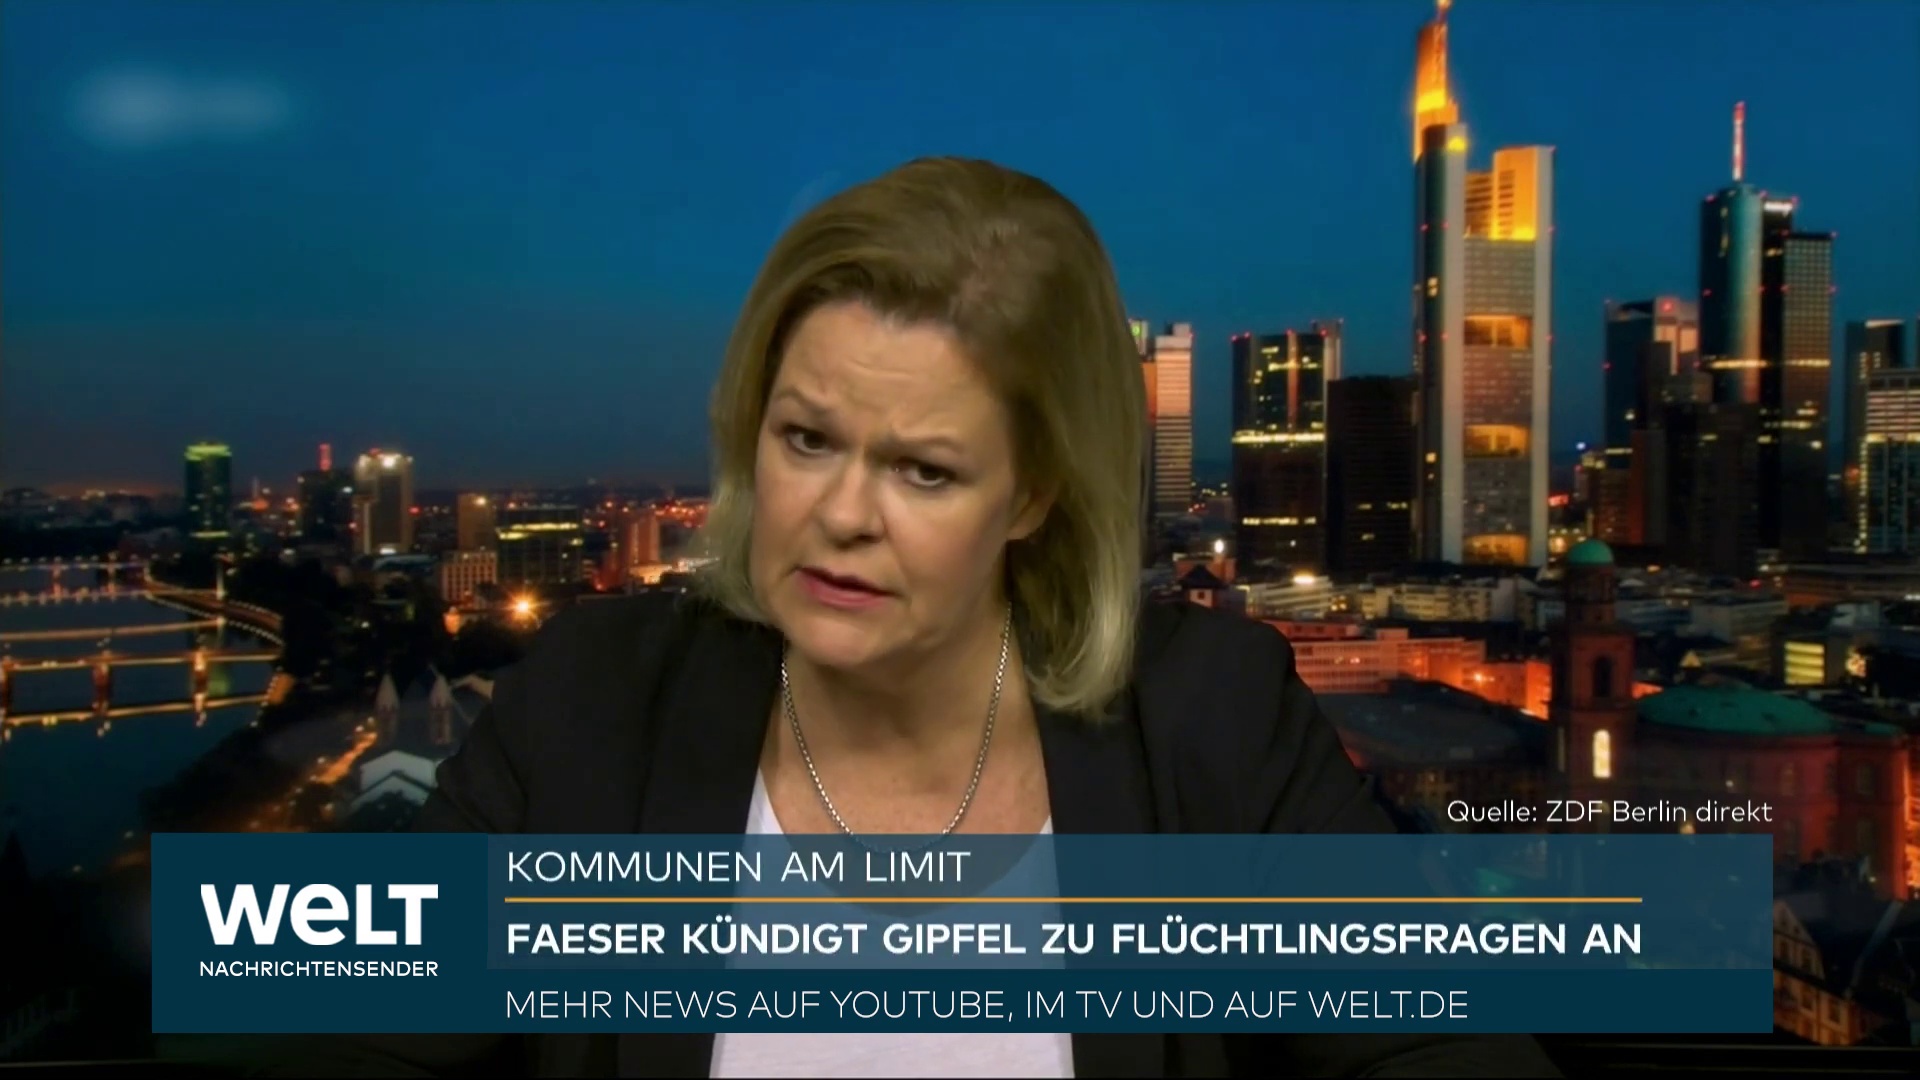 Quelle: ZDF Berlin direkt
KOMMUNEN AM LIMIT
FAESER KÜNDIGT GIPFEL ZU FLÜCHTLINGSFRAGEN AN
WELT
NACHRICHTENSENDER
MEHR NEWS AUF YOUTUBE, IM TV UND AUF WELT.DE